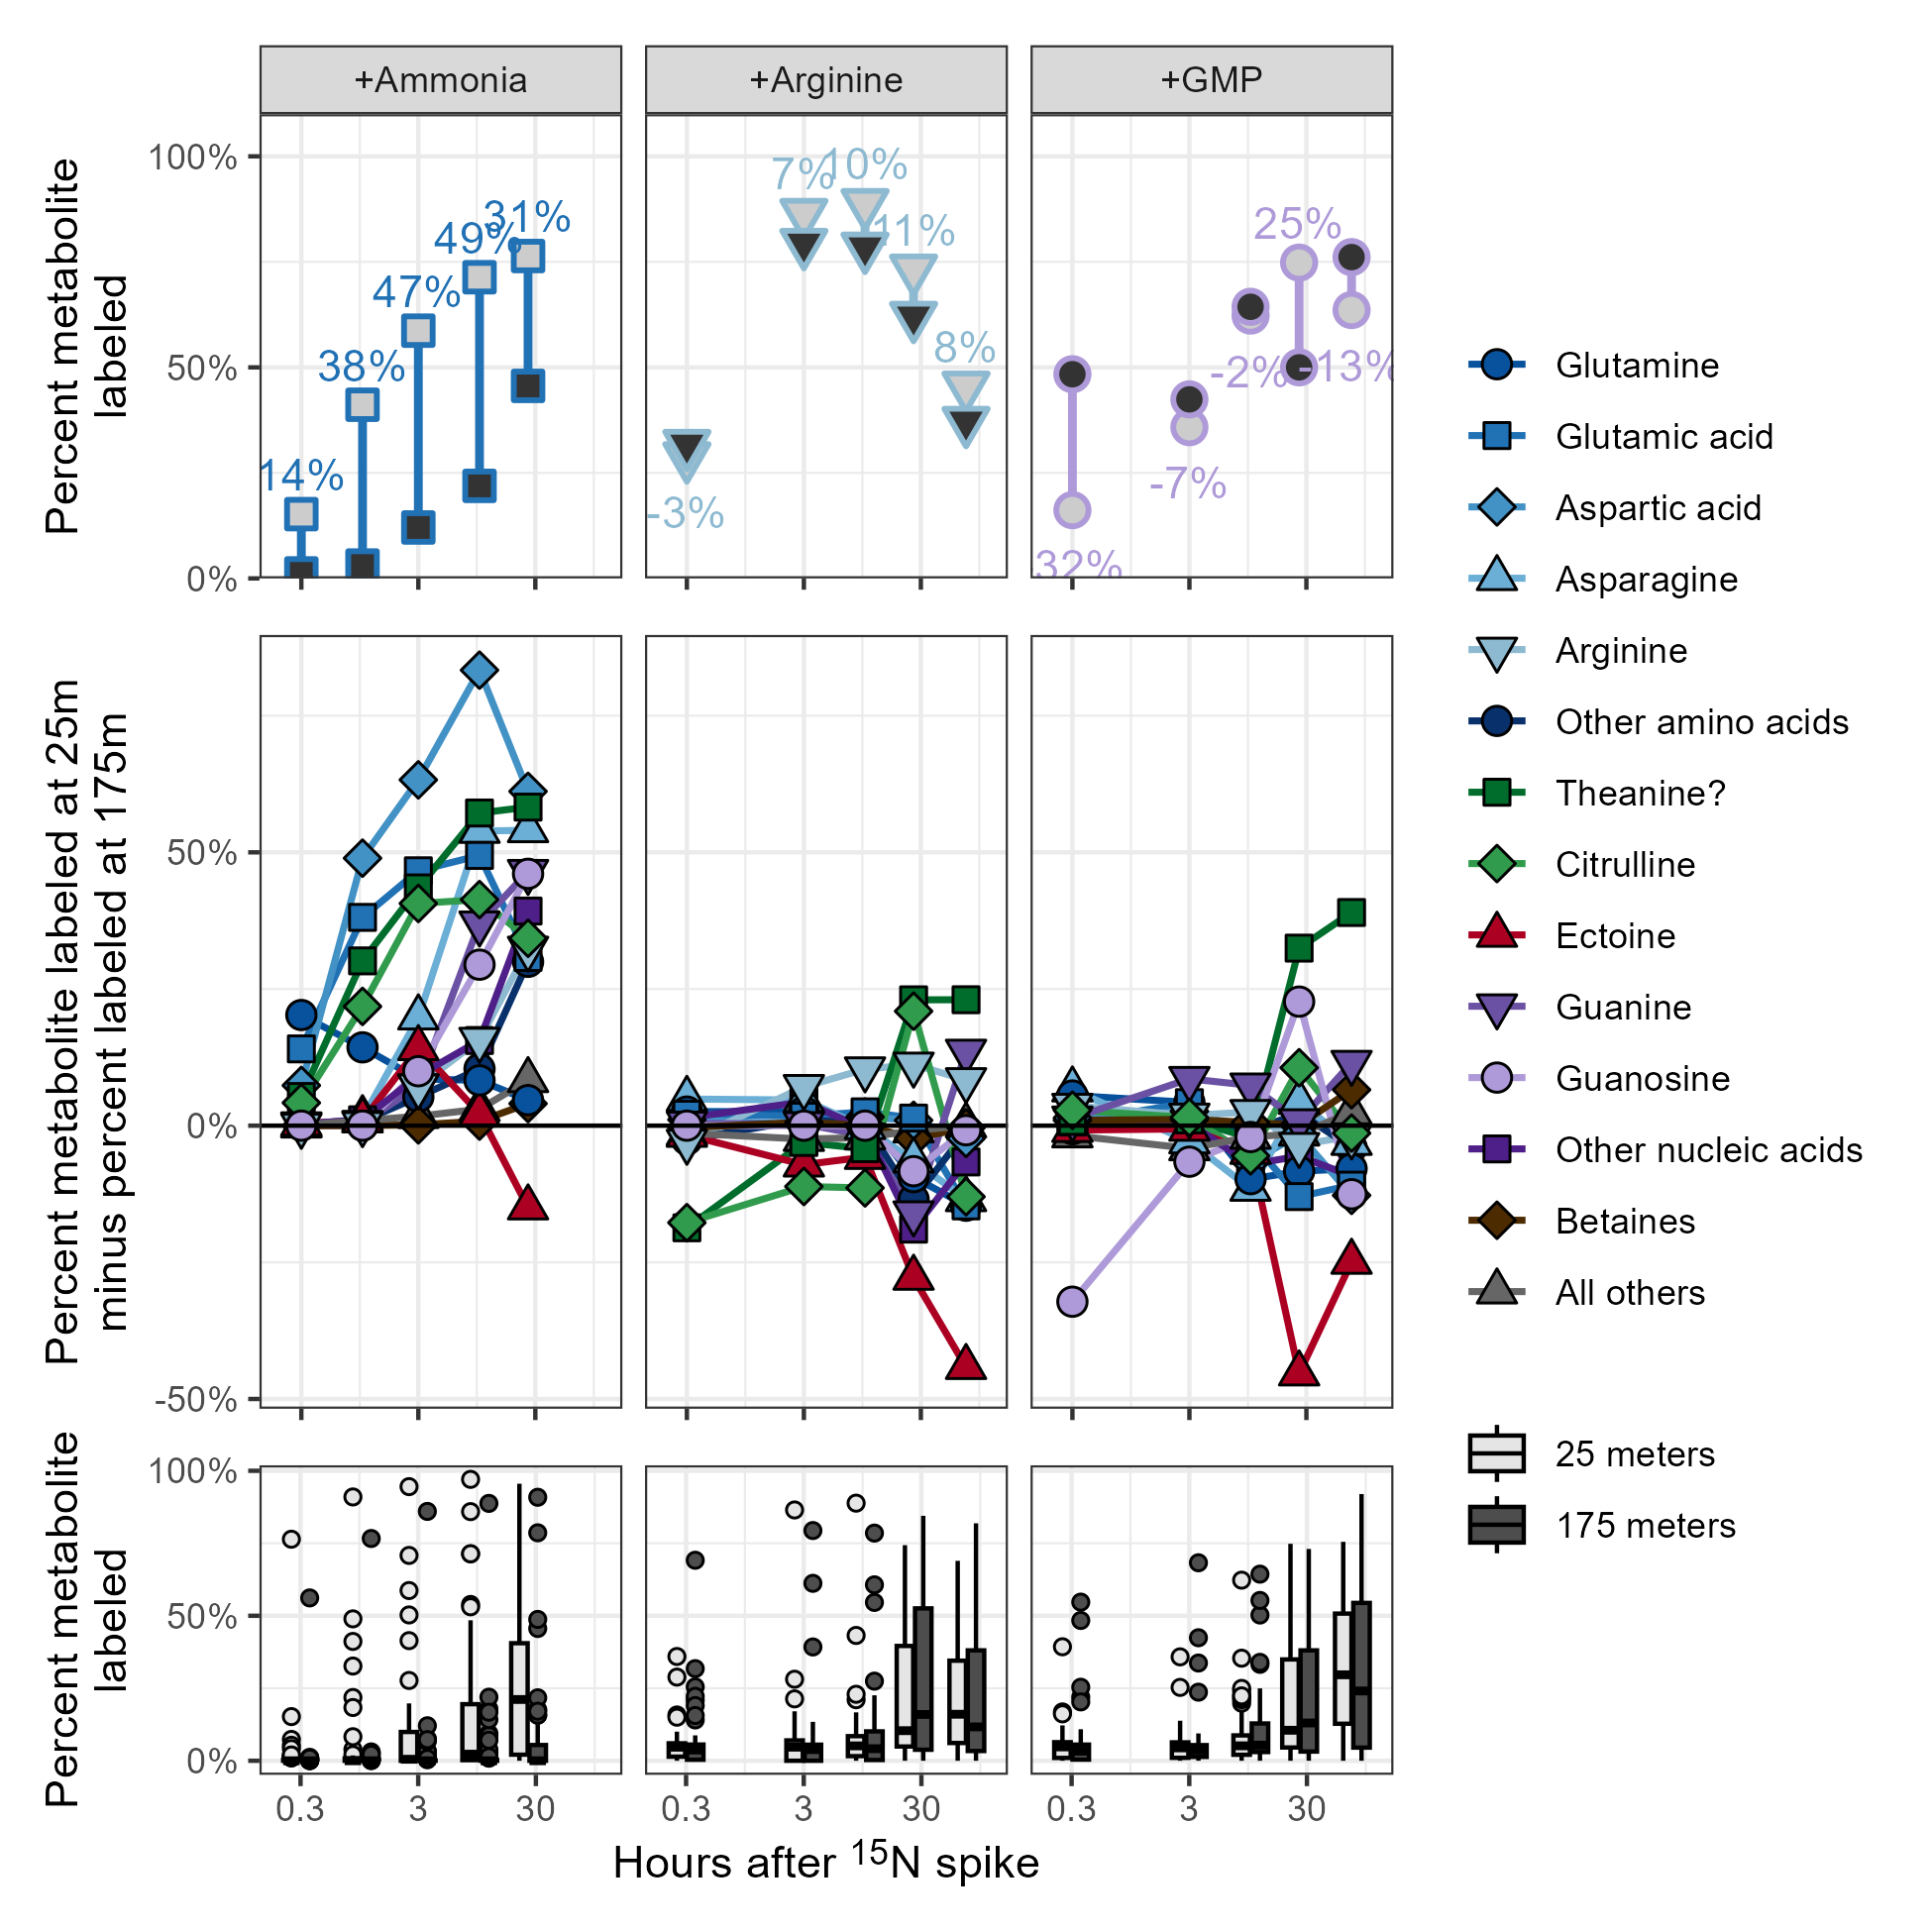 +Ammonia
+Arginine
+GMP
Percent metabolite
labeled
100%
50%
0%
14%
38%
47%
49%
31%
-3%
7%
10%
11%
8%
32%
-7%
-2%
25%
-13%
Percent metabolite labeled at 25m
minus percent labeled at 175m
50%
0%
-50%
Percent metabolite
labeled
100%
50%
0%
0.3
3
30
0.3
3
30
0.3
3
30
Hours after 15N spike
Glutamine
Glutamic acid
Aspartic acid
Asparagine
Arginine
Other amino acids
Theanine?
Citrulline
Ectoine
Guanine
Guanosine
Other nucleic acids
Betaines
All others
25 meters
175 meters